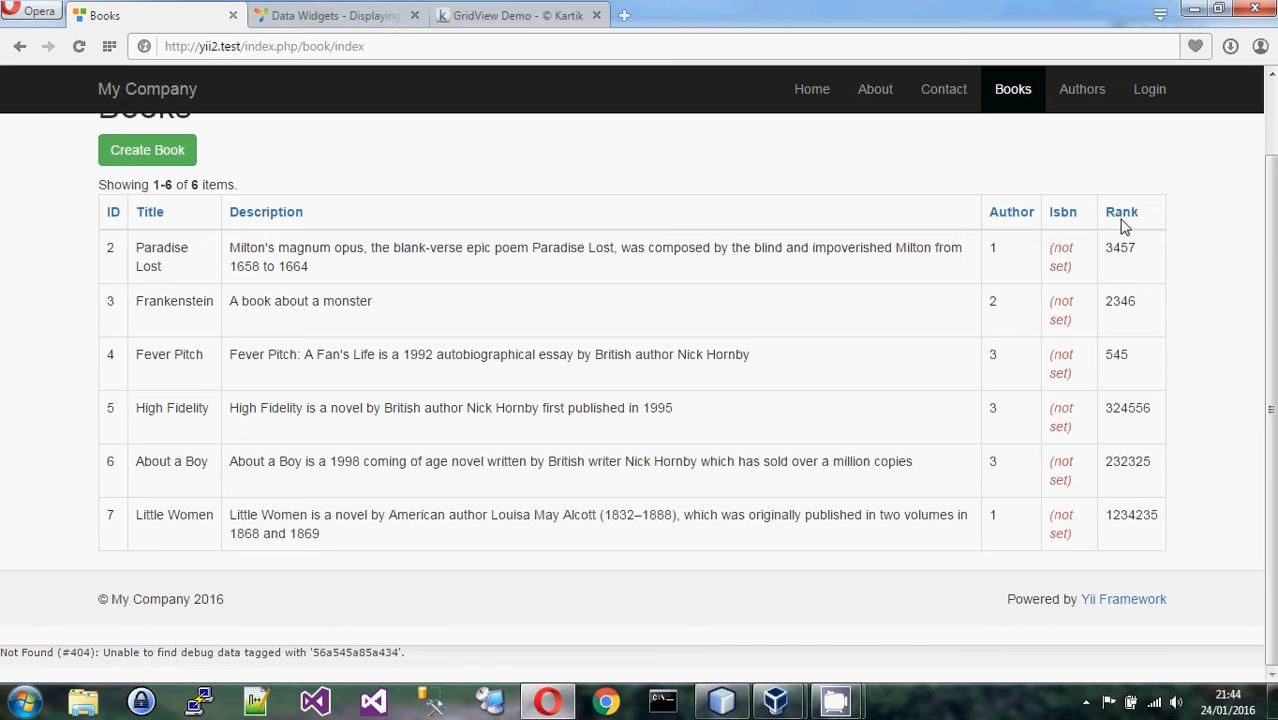 Opera
Books
Data Widgets - Displaying
GridView Demo - © Kartik
http://yii2.test/index.php/book/index
My Company
Home
About
Contact
Books
Authors
Login
Books
Create Book
Showing 1-6 of 6 items.
ID Title Description Author Isbn Rank
2 Paradise Milton's magnum opus, the blank-verse epic poem Paradise Lost, was composed by the blind and impoverished Milton from 1 (not 3457
Lost 1658 to 1664 set)
3 Frankenstein A book about a monster 2 (not 2346
set)
4 Fever Pitch Fever Pitch: A Fan's Life is a 1992 autobiographical essay by British author Nick Hornby 3 (not 545
set)
5 High Fidelity High Fidelity is a novel by British author Nick Hornby first published in 1995 3 (not 324556
set)
6 About a Boy About a Boy is a 1998 coming of age novel written by British writer Nick Hornby which has sold over a million copies 3 (not 232325
set)
7 Little Women Little Women is a novel by American author Louisa May Alcott (1832–1888), which was originally published in two volumes in 1 (not 1234235
1868 and 1869 set)
© My Company 2016
Powered by Yii Framework
Not Found (#404): Unable to find debug data tagged with '56a545a85a434'.
21:44
24/01/2016